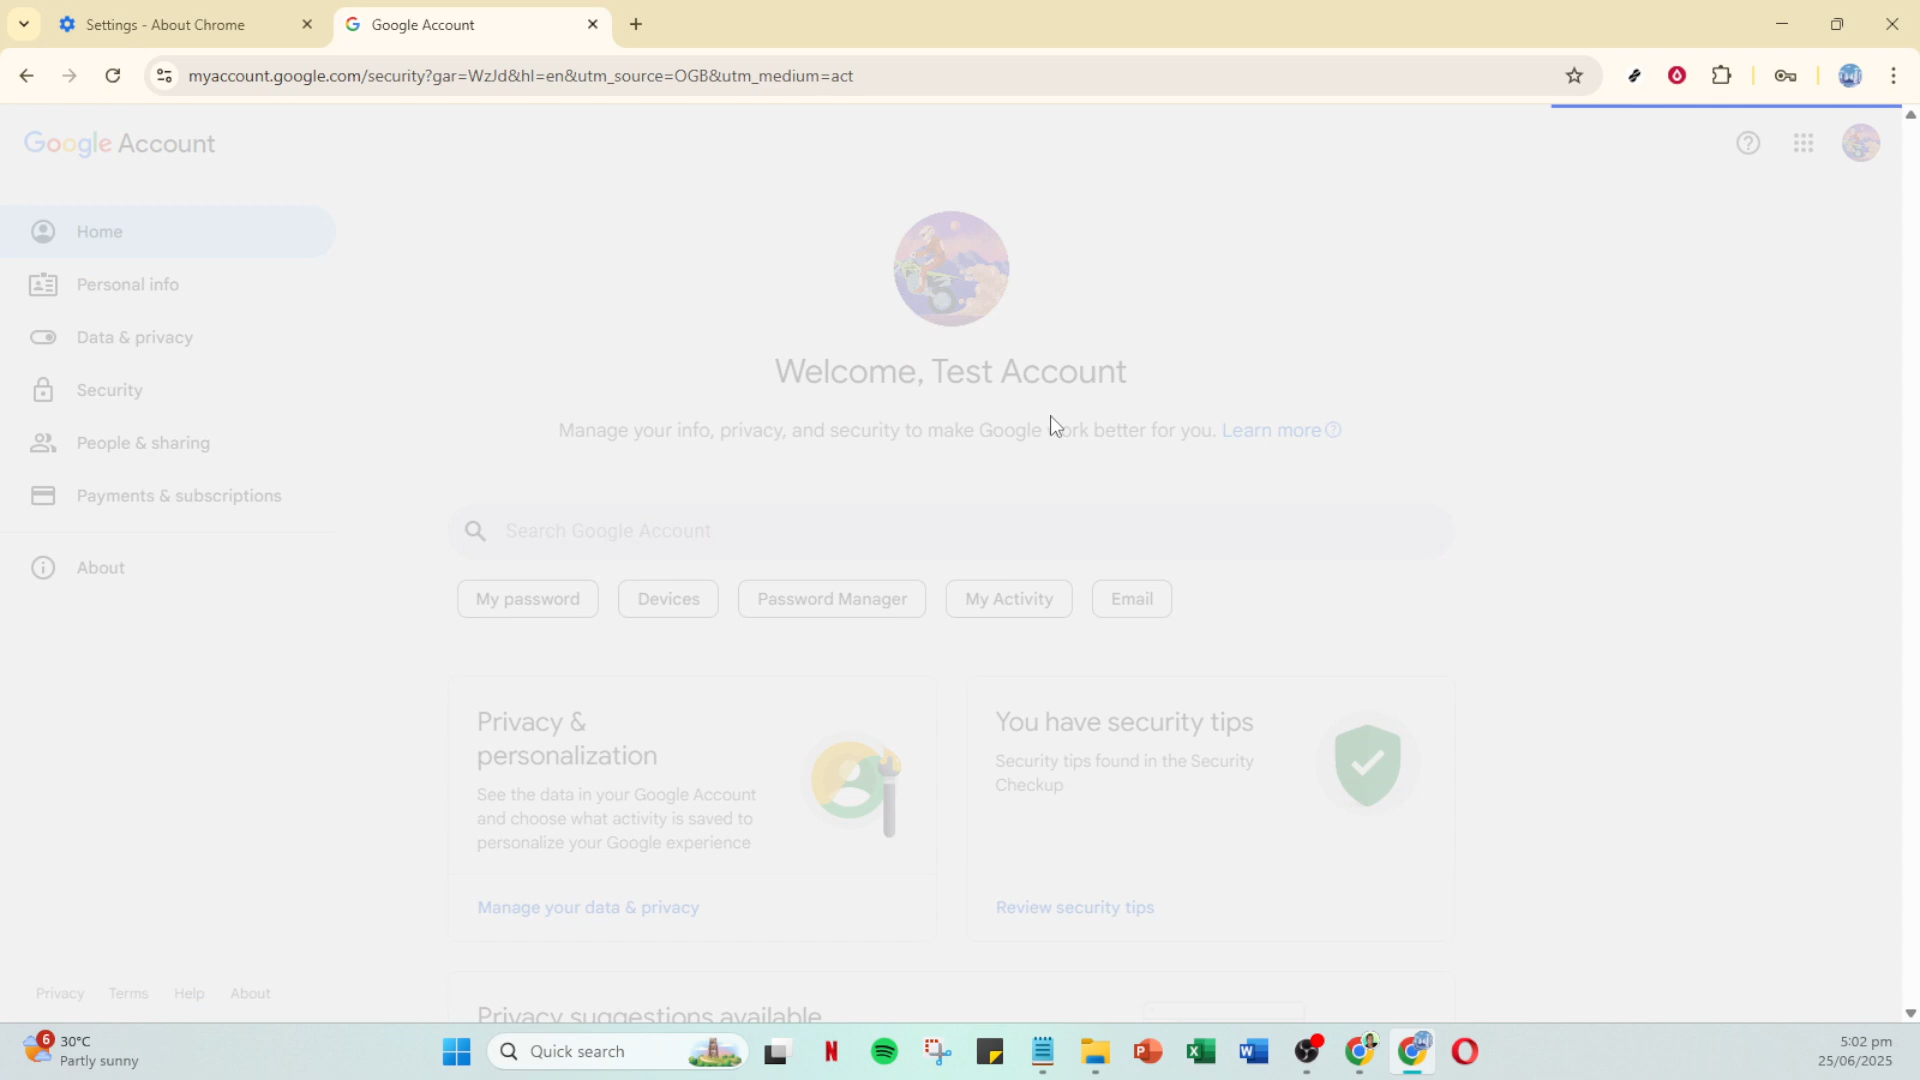 Settings - About Chrome
Google Account
myaccount.google.com/security?gar=WzJd&hl=en&utm_source=OGB&utm_medium=act
Google Account
Home
Personal info
Data & privacy
Security
People & sharing
Payments & subscriptions
About
Welcome, Test Account
Manage your info, privacy, and security to make Google work better for you. Learn more
Search Google Account
My password
Devices
Password Manager
My Activity
Email
Privacy &
personalization
See the data in your Google Account
and choose what activity is saved to
personalize your Google experience
Manage your data & privacy
You have security tips
Security tips found in the Security
Checkup
Review security tips
Privacy suggestions available
Privacy Terms Help About
6
30°C
Partly sunny
Quick search
5:02 pm
25/06/2025